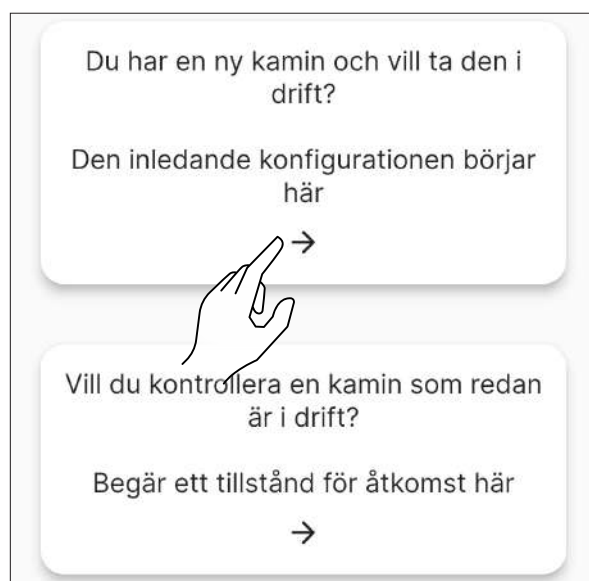 Du har en ny kamin och vill ta den i
drift?
Den inledande konfigurationen börjar
här
Vill du kontrollera en kamin som redan
är i drift?
Begär ett tillstånd för åtkomst här